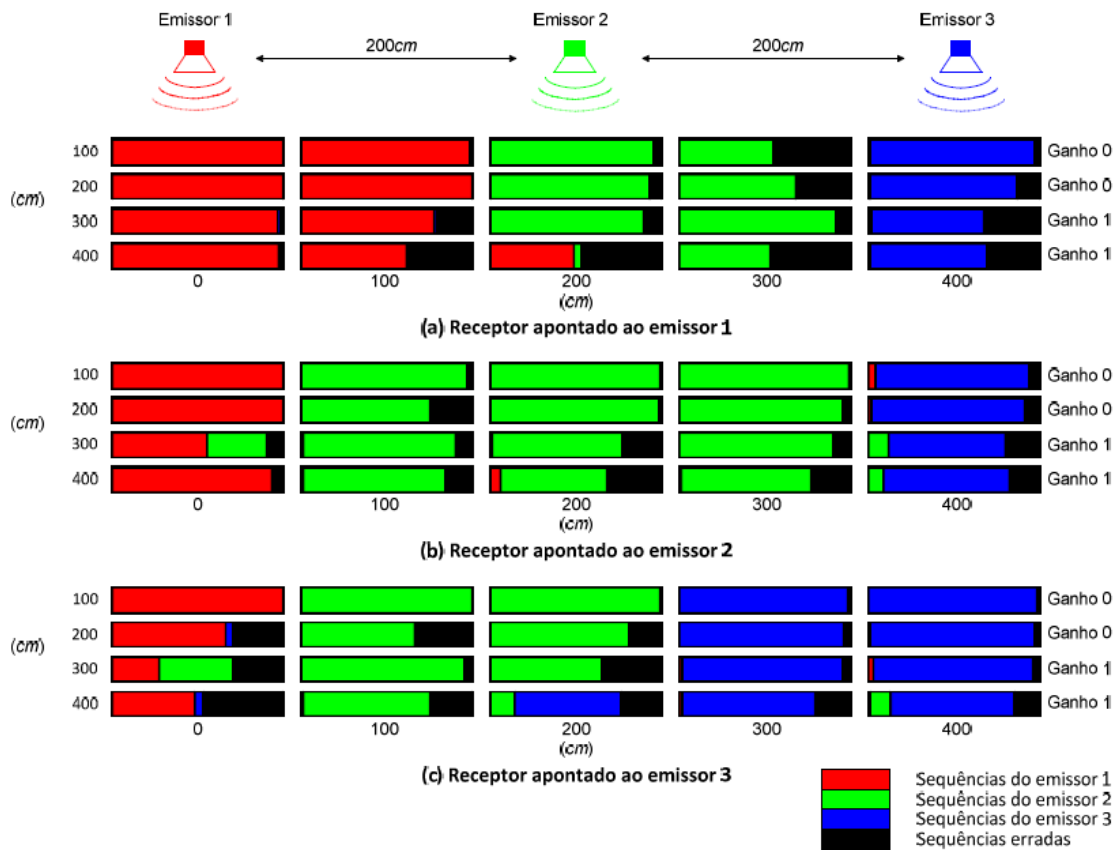 Emissor 1 Emissor 2 Emissor 3
200cm 200cm
100 Ganho 0
200 Ganho 0
(cm)
300 Ganho 1
400 Ganho 1
0 100 200 300 400
(cm)
(a) Receptor apontado ao emissor 1
100 Ganho 0
200 Ganho 0
(cm)
300 Ganho 1
400 Ganho 1
0 100 200 300 400
(cm)
(b) Receptor apontado ao emissor 2
100 Ganho 0
200 Ganho 0
(cm)
300 Ganho 1
400 Ganho 1
0 100 200 300 400
(cm)
(c) Receptor apontado ao emissor 3
Sequências do emissor 1
Sequências do emissor 2
Sequências do emissor 3
Sequências erradas